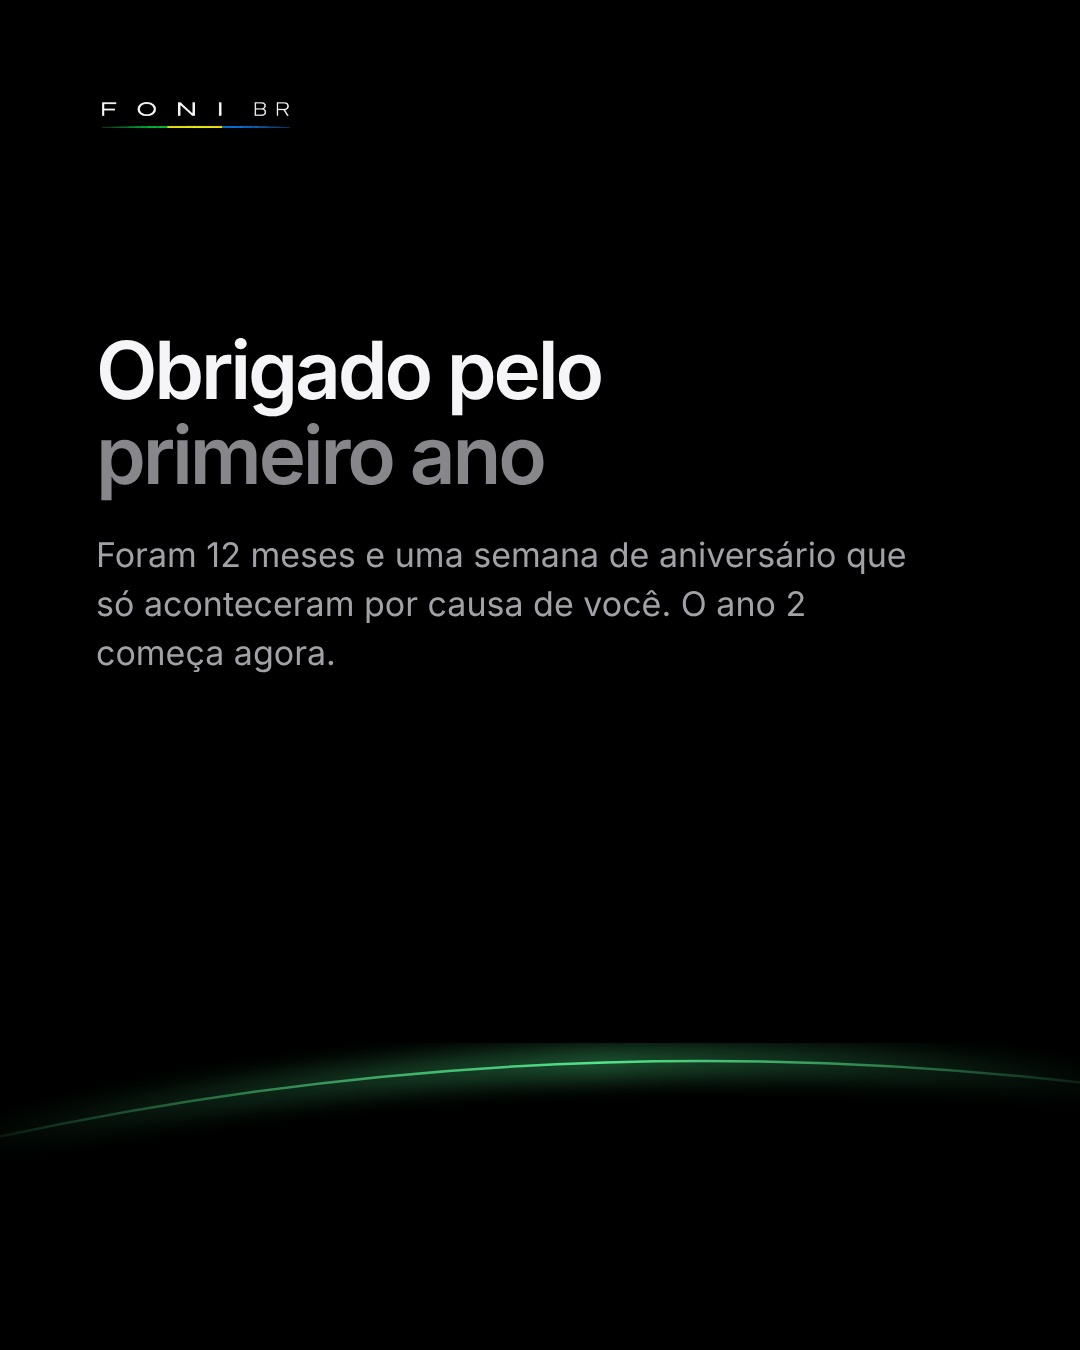 FONI BR
Obrigado pelo
primeiro ano
Foram 12 meses e uma semana de aniversário que
só aconteceram por causa de você. O ano 2
começa agora.